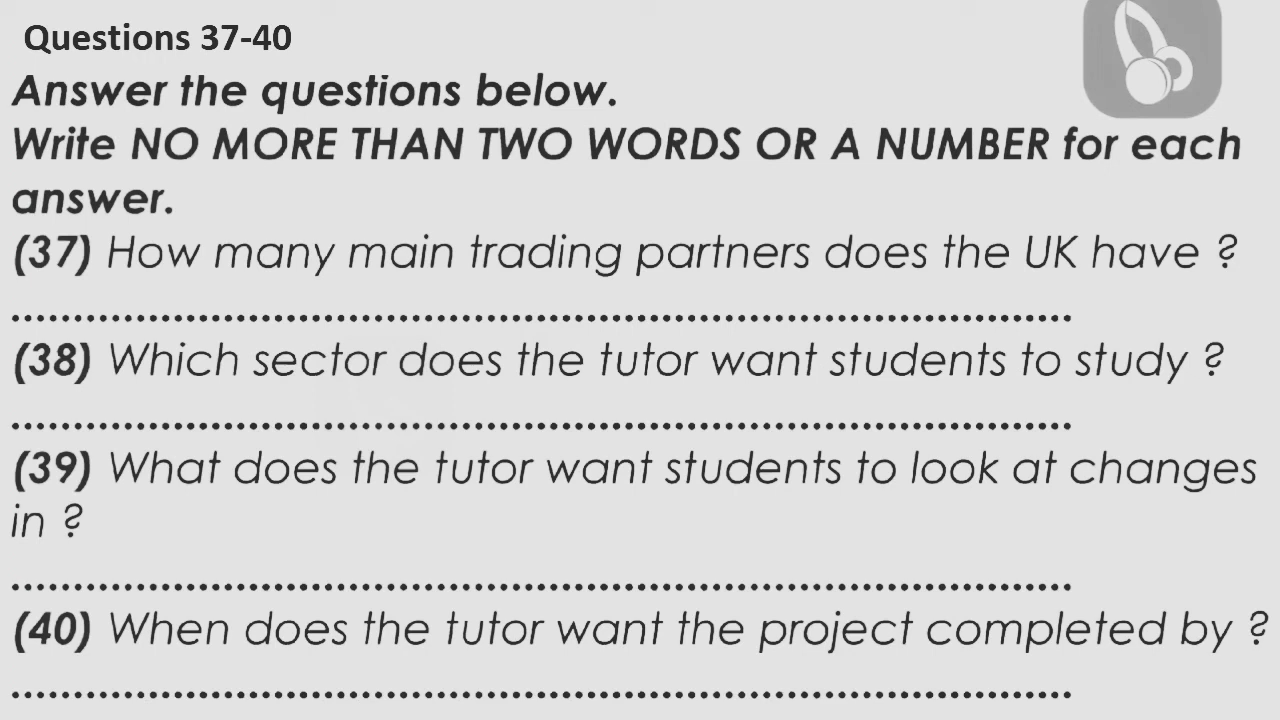 Questions 37-40
Answer the questions below.
Write NO MORE THAN TWO WORDS OR A NUMBER for each
answer.
(37) How many main trading partners does the UK have ?
....................................................................................
(38) Which sector does the tutor want students to study ?
....................................................................................
(39) What does the tutor want students to look at changes
in ?
....................................................................................
(40) When does the tutor want the project completed by ?
....................................................................................